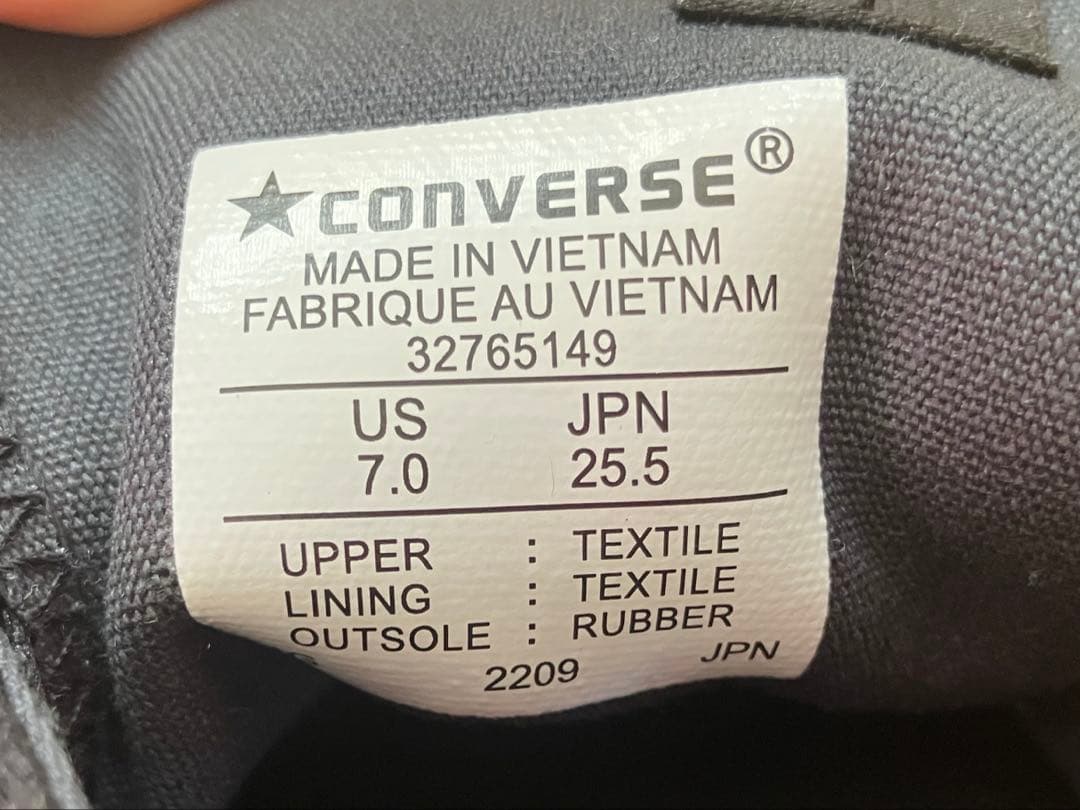 ★CONVERSE®
MADE IN VIETNAM
FABRIQUE AU VIETNAM
32765149
US JPN
7.0 25.5
UPPER : TEXTILE
LINING : TEXTILE
OUTSOLE : RUBBER
2209 JPN